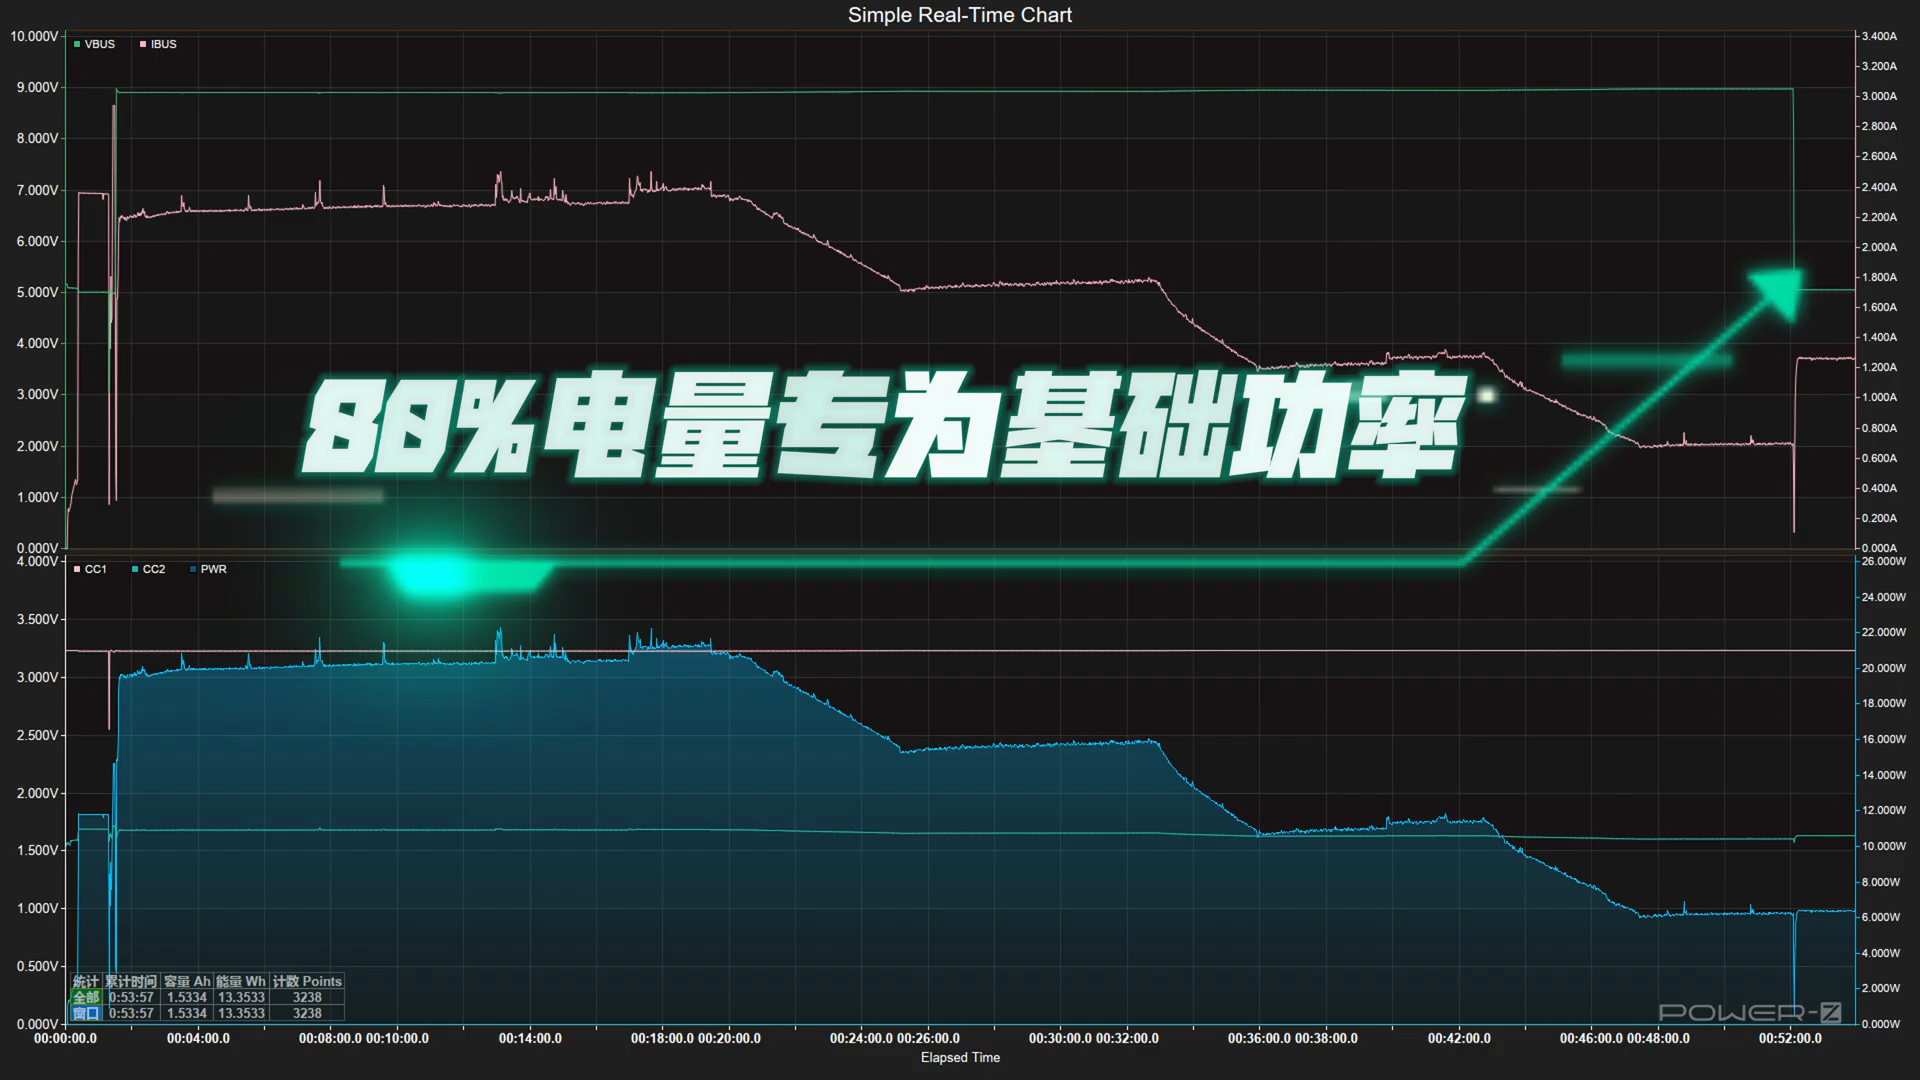 Simple Real-Time Chart
VBUS IBUS
10.000V
9.000V
8.000V
7.000V
6.000V
5.000V
4.000V
3.000V
2.000V
1.000V
0.000V
3.400A
3.200A
3.000A
2.800A
2.600A
2.400A
2.200A
2.000A
1.800A
1.600A
1.400A
1.200A
1.000A
0.800A
0.600A
0.400A
0.200A
0.000A
88%电量专为基础功率
CC1 CC2 PWR
4.000V
3.500V
3.000V
2.500V
2.000V
1.500V
1.000V
0.500V
0.000V
26.000W
24.000W
22.000W
20.000W
18.000W
16.000W
14.000W
12.000W
10.000W
8.000W
6.000W
4.000W
2.000W
0.000W
统计 累计时间 容量 Ah 能量 Wh 计数 Points
全部 0:53:57 1.5334 13.3533 3238
窗口 0:53:57 1.5334 13.3533 3238
POWER-Z
00:00:00.0 00:04:00.0 00:08:00.0 00:10:00.0 00:14:00.0 00:18:00.0 00:20:00.0 00:24:00.0 00:26:00.0 00:30:00.0 00:32:00.0 00:36:00.0 00:38:00.0 00:42:00.0 00:46:00.0 00:48:00.0 00:52:00.0
Elapsed Time